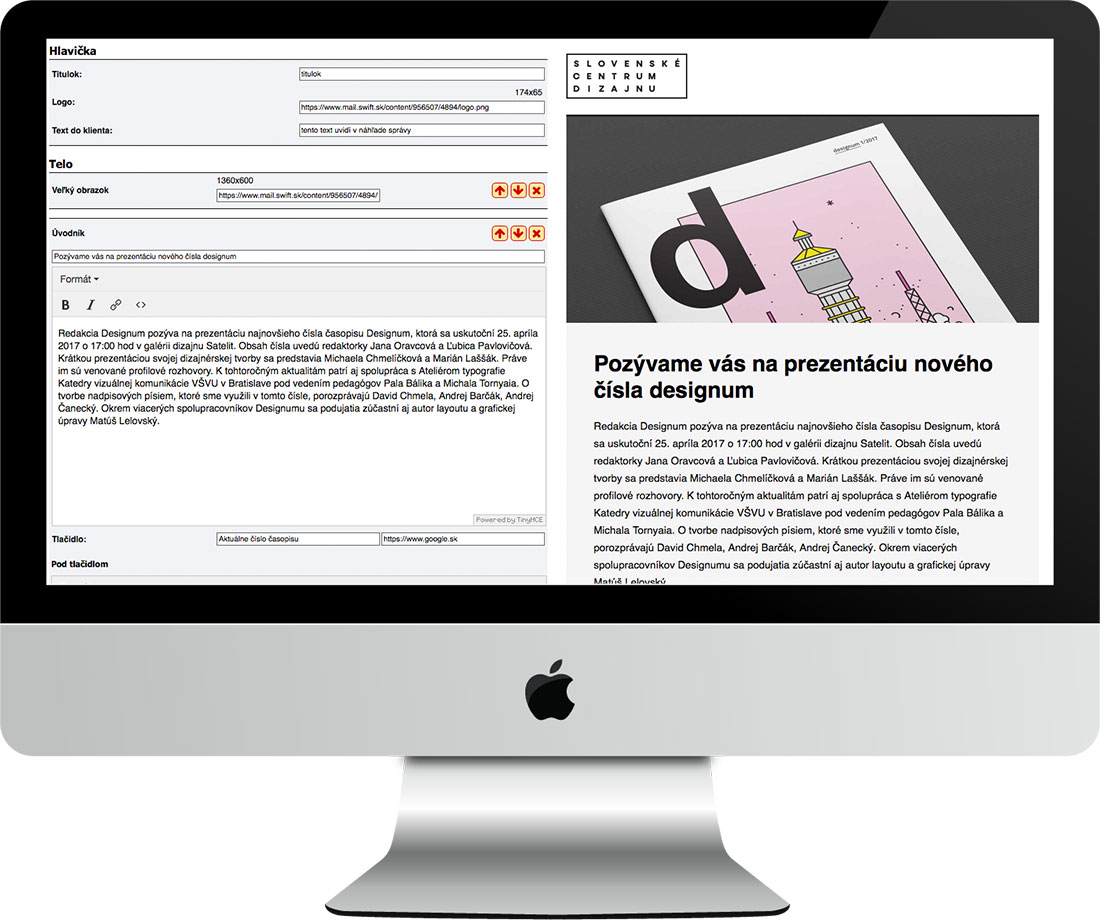 Hlavička
Titulok:
titulok
174x65
Logo:
https://www.mail.swift.sk/content/956507/4894/logo.png
Text do klienta:
tento text uvidí v náhľade správy
Telo
1360x600
Veľký obrazok
https://www.mail.swift.sk/content/956507/4894/
Úvodník
Pozývame vás na prezentáciu nového čísla designum
Formát
B I <>
Redakcia Designum pozýva na prezentáciu najnovšieho čísla časopisu Designum, ktorá sa uskutoční 25. apríla
2017 o 17:00 hod v galérii dizajnu Satelit. Obsah čísla uvedú redaktorky Jana Oravcová a Ľubica Pavlovičová.
Krátkou prezentáciou svojej dizajnérskej tvorby sa predstavia Michaela Chmelíčková a Marián Laššák. Práve
im sú venované profilové rozhovory. K tohtoročným aktualitám patrí aj spolupráca s Ateliérom typografie
Katedry vizuálnej komunikácie VŠVU v Bratislave pod vedením pedagógov Pala Bálika a Michala Tornyaia. O
tvorbe nadpisových písiem, ktoré sme využili v tomto čísle, porozprávajú David Chmela, Andrej Barčák, Andrej
Čanecký. Okrem viacerých spolupracovníkov Designumu sa podujatia zúčastní aj autor layoutu a grafickej
úpravy Matúš Lelovský.
Powered by TinyMCE
Tlačidlo:
Aktuálne číslo časopisu
https://www.google.sk
Pod tlačidlom
SLOVENSKÉ
CENTRUM
DIZAJNU
designum 1/2017
d
Pozývame vás na prezentáciu nového
čísla designum
Redakcia Designum pozýva na prezentáciu najnovšieho čísla časopisu Designum, ktorá
sa uskutoční 25. apríla 2017 o 17:00 hod v galérii dizajnu Satelit. Obsah čísla uvedú
redaktorky Jana Oravcová a Ľubica Pavlovičová. Krátkou prezentáciou svojej dizajnérskej
tvorby sa predstavia Michaela Chmelíčková a Marián Laššák. Práve im sú venované
profilové rozhovory. K tohtoročným aktualitám patrí aj spolupráca s Ateliérom typografie
Katedry vizuálnej komunikácie VŠVU v Bratislave pod vedením pedagógov Pala Bálika a
Michala Tornyaia. O tvorbe nadpisových písiem, ktoré sme využili v tomto čísle,
porozprávajú David Chmela, Andrej Barčák, Andrej Čanecký. Okrem viacerých
spolupracovníkov Designumu sa podujatia zúčastní aj autor layoutu a grafickej úpravy
Matúš Lelovský.